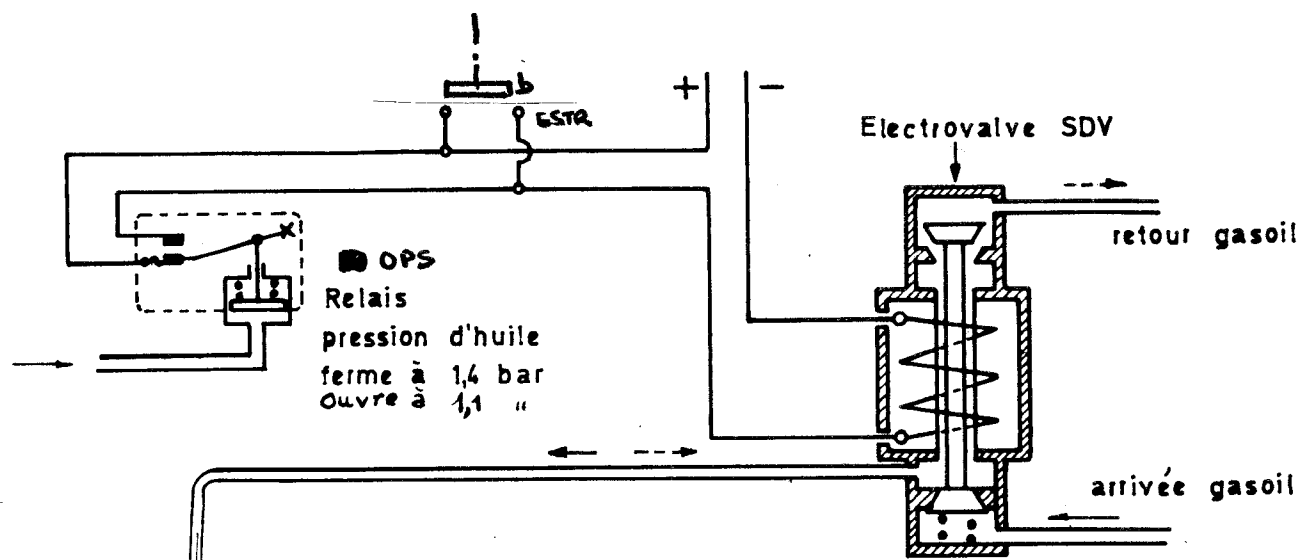 b
ESTR
+ −
Electrovalve SDV
retour gasoil
OPS
Relais
pression d'huile
ferme à 1,4 bar
ouvre à 1,1 "
arrivée gasoil